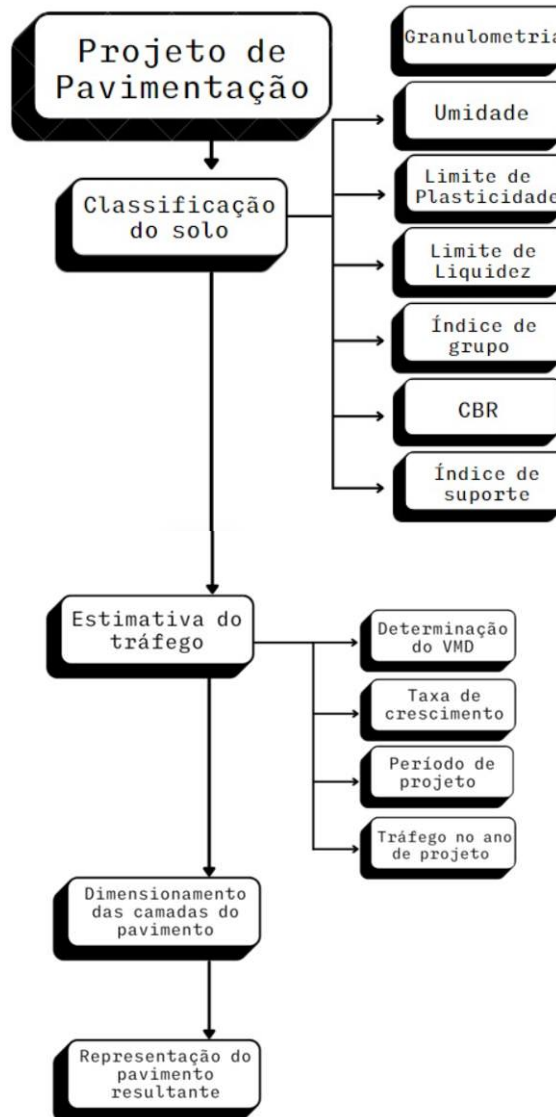 Projeto de
Pavimentação
Granulometria
Umidade
Classificação
do solo
Limite de
Plasticidade
Limite de
Liquidez
Índice de
grupo
CBR
Índice de
suporte
Estimativa do
tráfego
Determinação
do VMD
Taxa de
crescimento
Período de
projeto
Tráfego no ano
de projeto
Dimensionamento
das camadas do
pavimento
Representação do
pavimento
resultante